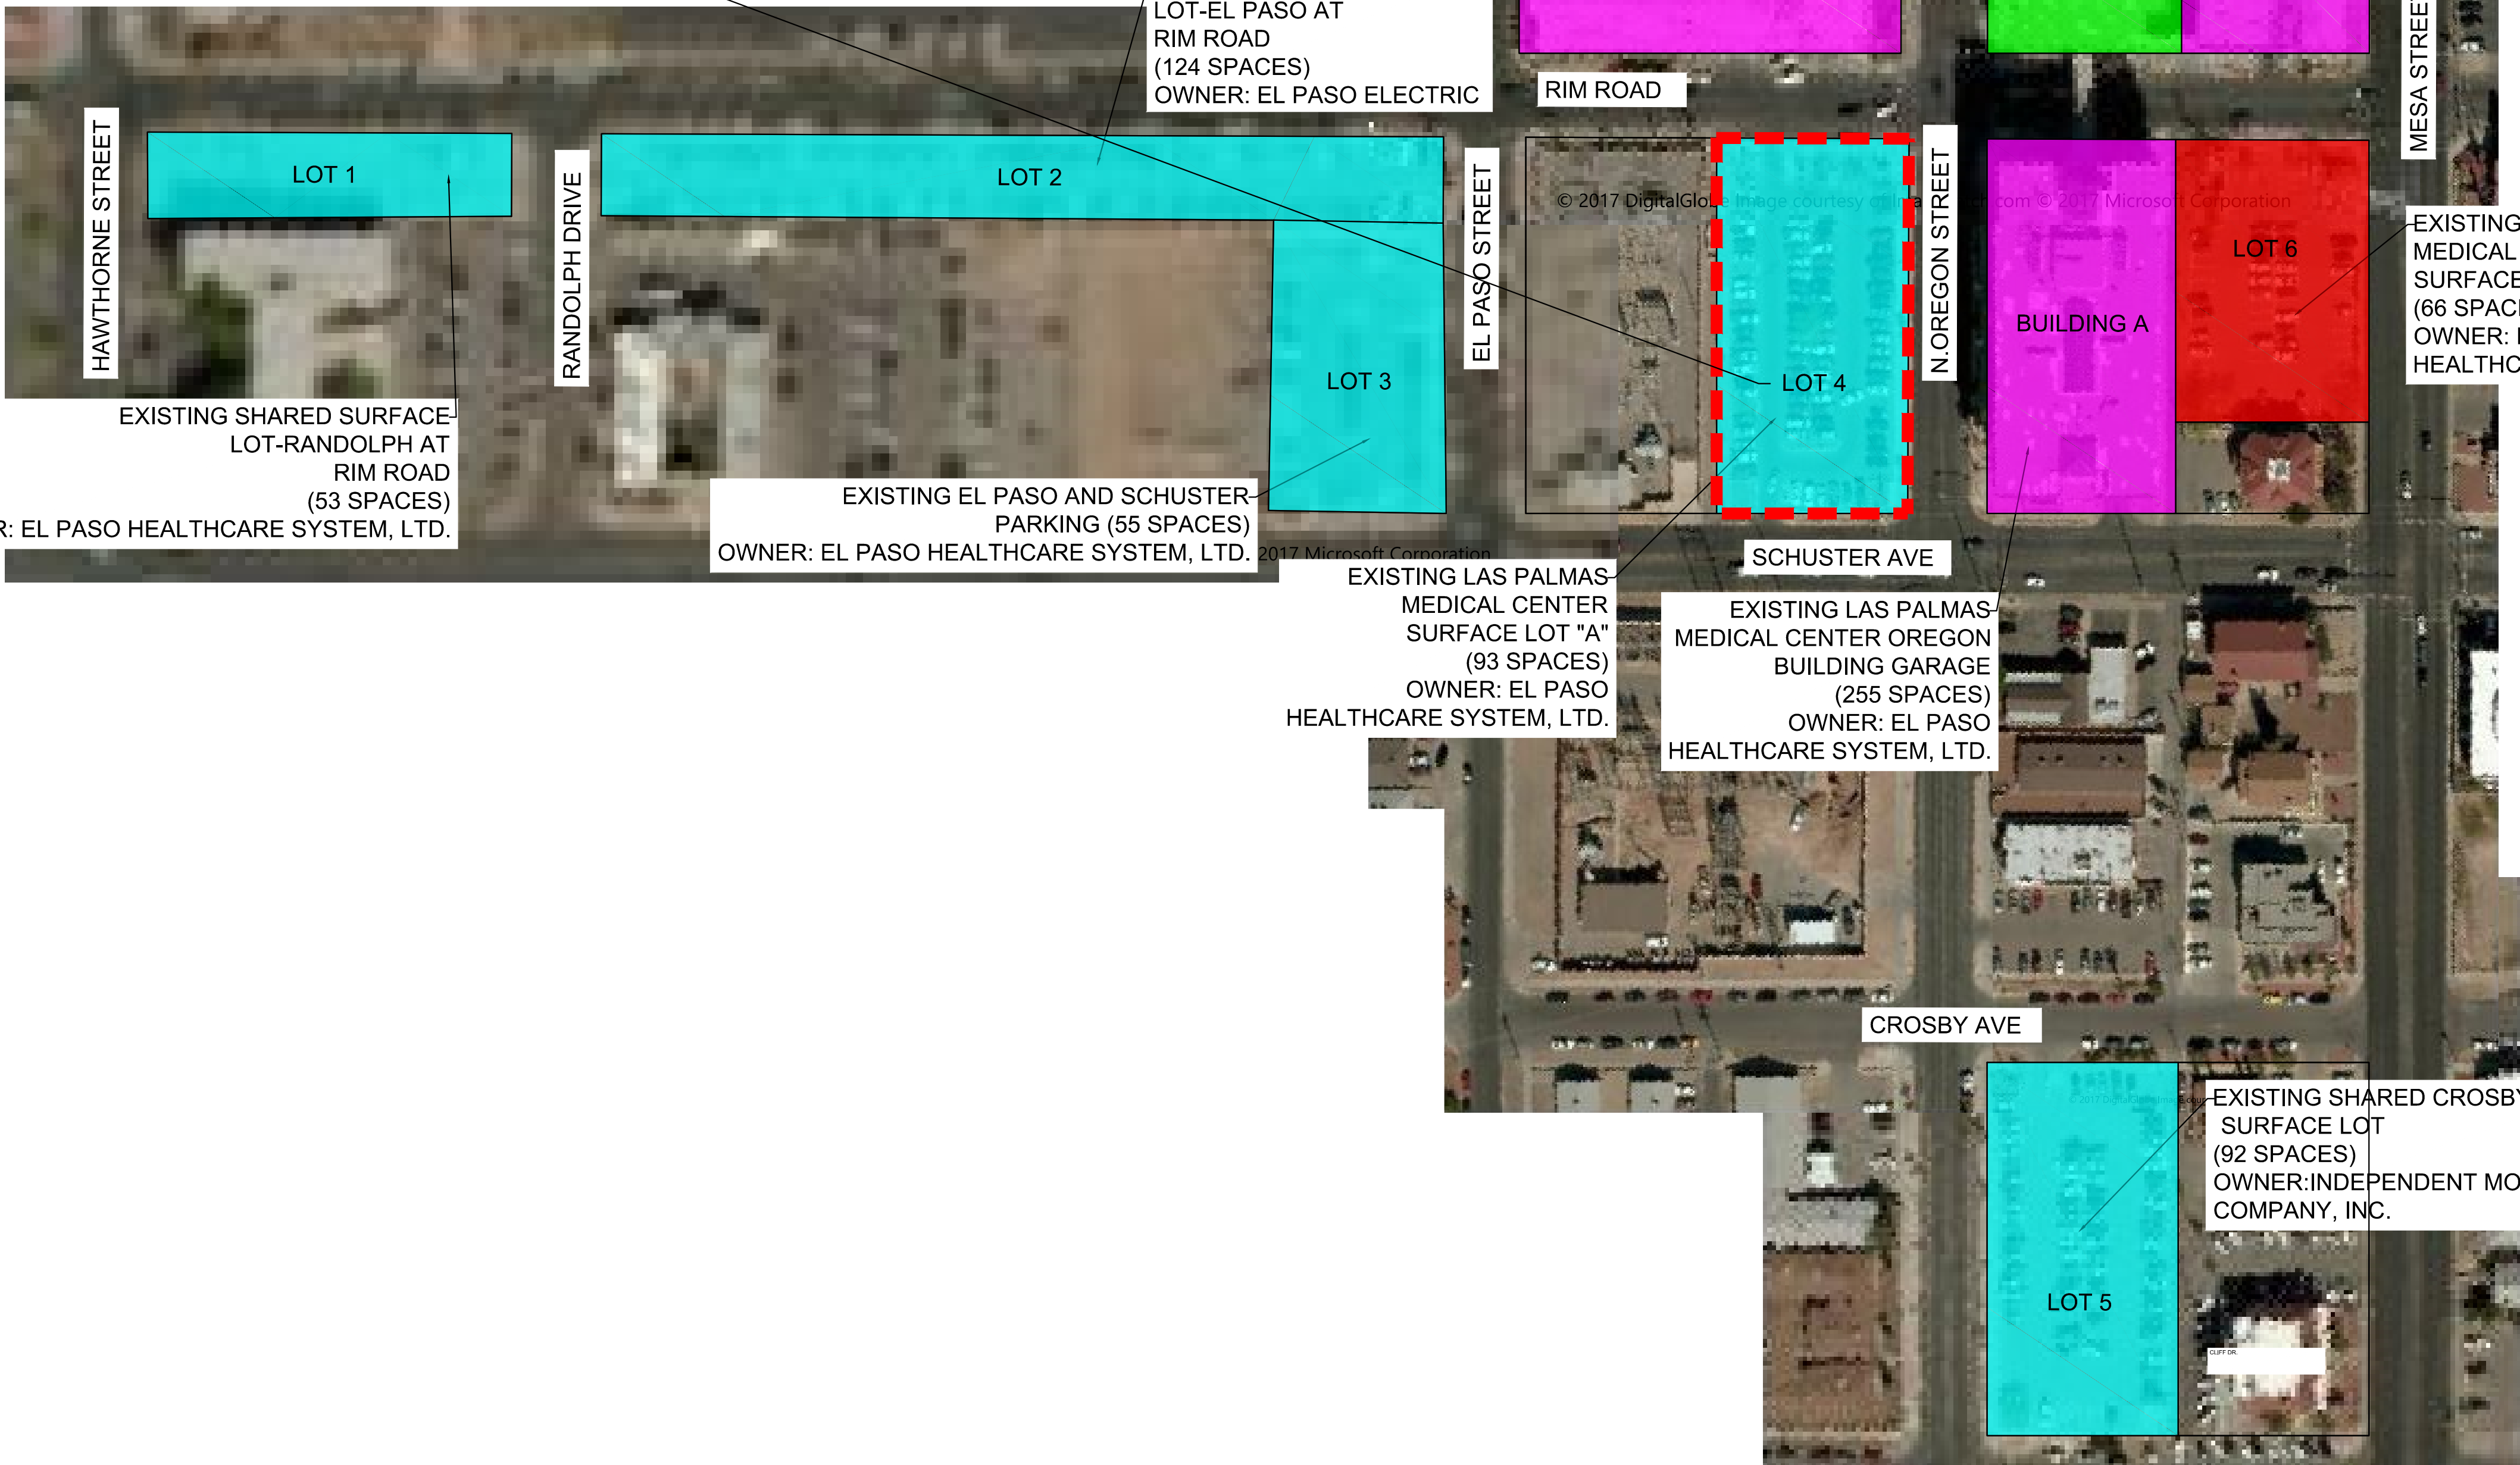 LOT-EL PASO AT
RIM ROAD
(124 SPACES)
OWNER: EL PASO ELECTRIC
RIM ROAD
MESA STREET
HAWTHORNE STREET
LOT 1
RANDOLPH DRIVE
LOT 2
EL PASO STREET
N.OREGON STREET
© 2017 DigitalGlobe Image courtesy of
.com © 2017 Microsoft Corporation
LOT 3
LOT 4
BUILDING A
LOT 6
EXISTING
MEDICAL
SURFACE
(66 SPAC
OWNER:
HEALTHC
EXISTING SHARED SURFACE
LOT-RANDOLPH AT
RIM ROAD
(53 SPACES)
R: EL PASO HEALTHCARE SYSTEM, LTD.
EXISTING EL PASO AND SCHUSTER
PARKING (55 SPACES)
OWNER: EL PASO HEALTHCARE SYSTEM, LTD.
2017 Microsoft Corporation
SCHUSTER AVE
EXISTING LAS PALMAS
MEDICAL CENTER
SURFACE LOT "A"
(93 SPACES)
OWNER: EL PASO
HEALTHCARE SYSTEM, LTD.
EXISTING LAS PALMAS
MEDICAL CENTER OREGON
BUILDING GARAGE
(255 SPACES)
OWNER: EL PASO
HEALTHCARE SYSTEM, LTD.
CROSBY AVE
EXISTING SHARED CROSBY
SURFACE LOT
(92 SPACES)
OWNER:INDEPENDENT MO
COMPANY, INC.
LOT 5
CLIFF DR.